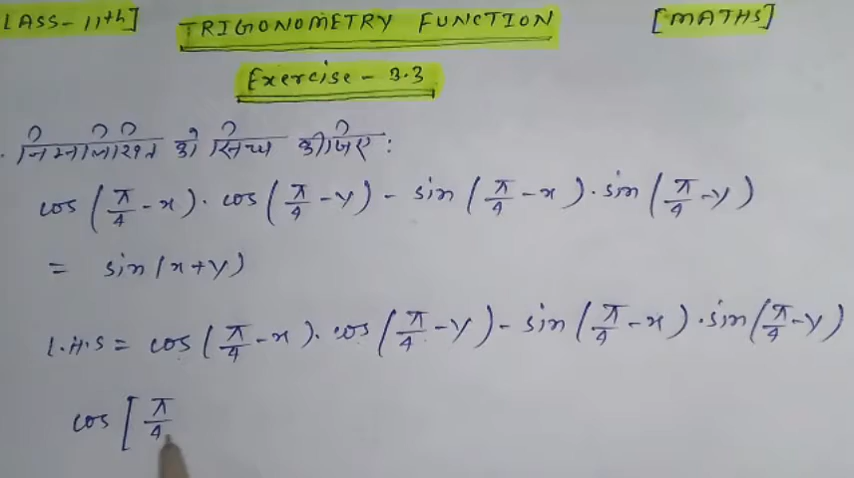 LASS-11th] TRIGONOMETRY FUNCTION [MATHS]
Exercise - 3.3
निम्नलिखित को सिध्द कीजिए:
cos(π/4 - x). cos(π/4 - y) - sin(π/4 - x). sin(π/4 - y)
= sin(x+y)
L.H.S = cos(π/4 - x). cos(π/4 - y) - sin(π/4 - x). sin(π/4 - y)
cos[π/4